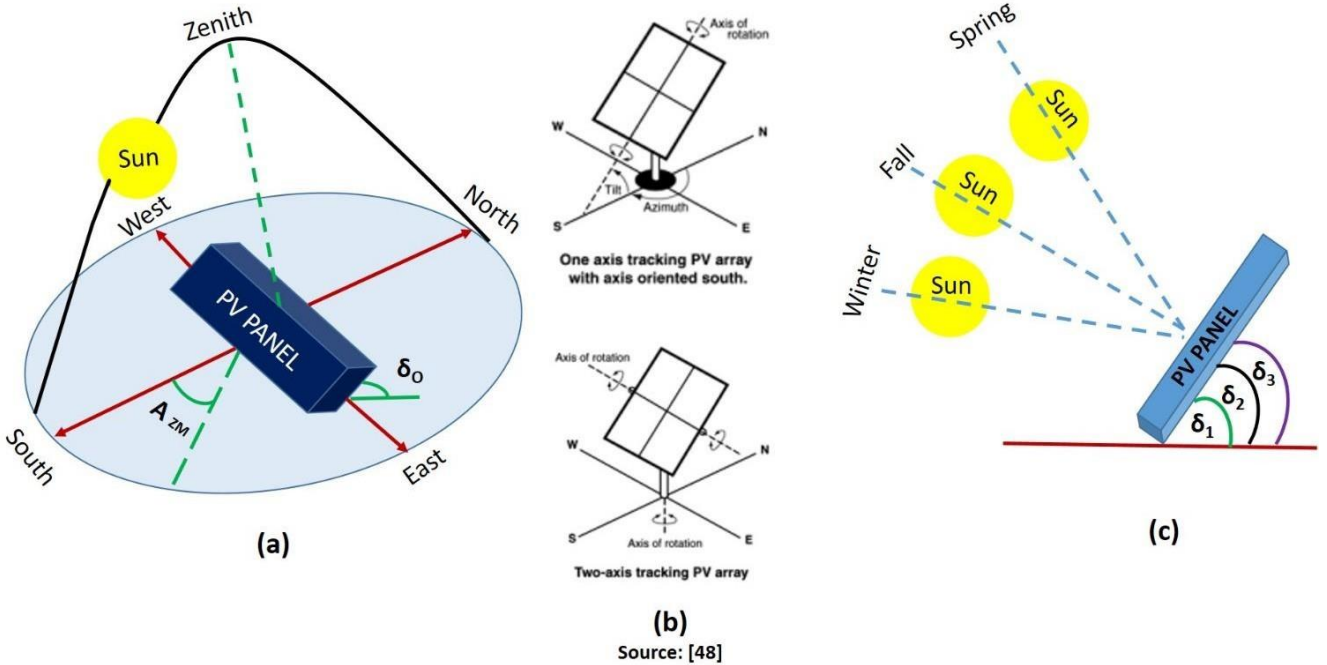 Zenith
Sun
West
North
PV PANEL
δO
A ZM
South
East
(a)
Axis of
rotation
W
N
Tilt
Azimuth
S
E
One axis tracking PV array
with axis oriented south.
Axis of rotation
W
N
S
E
Axis of rotation
Two-axis tracking PV array
(b)
Source: [48]
Spring
Sun
Fall
Sun
Winter
Sun
PV PANEL
δ1
δ2
δ3
(c)